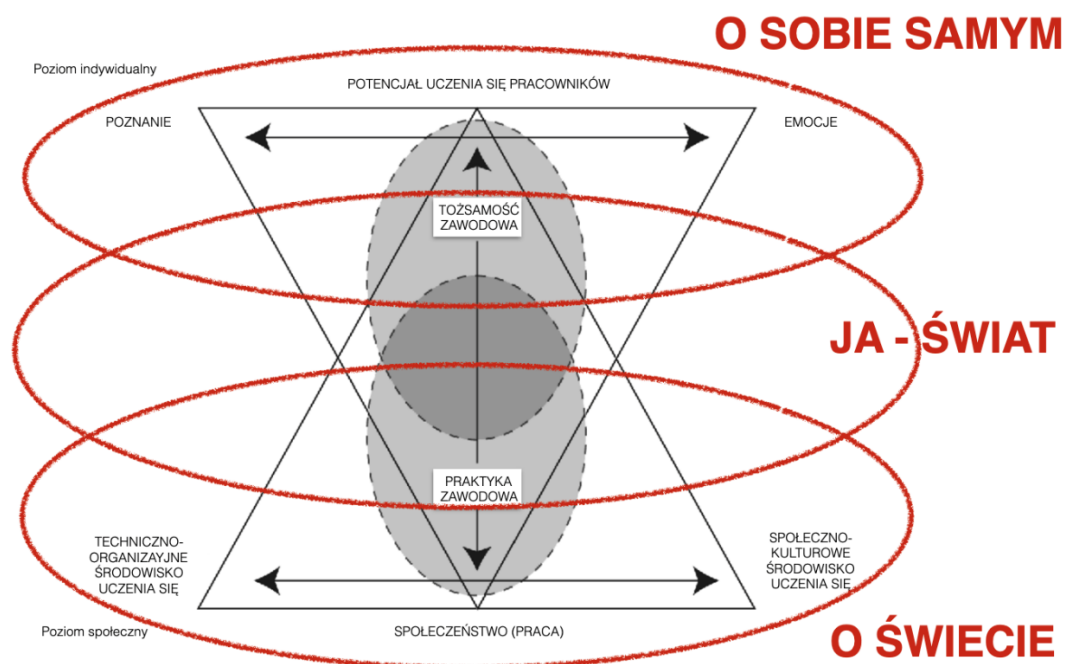 O SOBIE SAMYM
Poziom indywidualny
POTENCJAŁ UCZENIA SIĘ PRACOWNIKÓW
POZNANIE
EMOCJE
TOŻSAMOŚĆ
ZAWODOWA
JA - ŚWIAT
PRAKTYKA
ZAWODOWA
TECHNICZNO-
ORGANIZAYJNE
ŚRODOWISKO
UCZENIA SIĘ
SPOŁECZNO-
KULTUROWE
ŚRODOWISKO
UCZENIA SIĘ
Poziom społeczny
SPOŁECZEŃSTWO (PRACA)
O ŚWIECIE